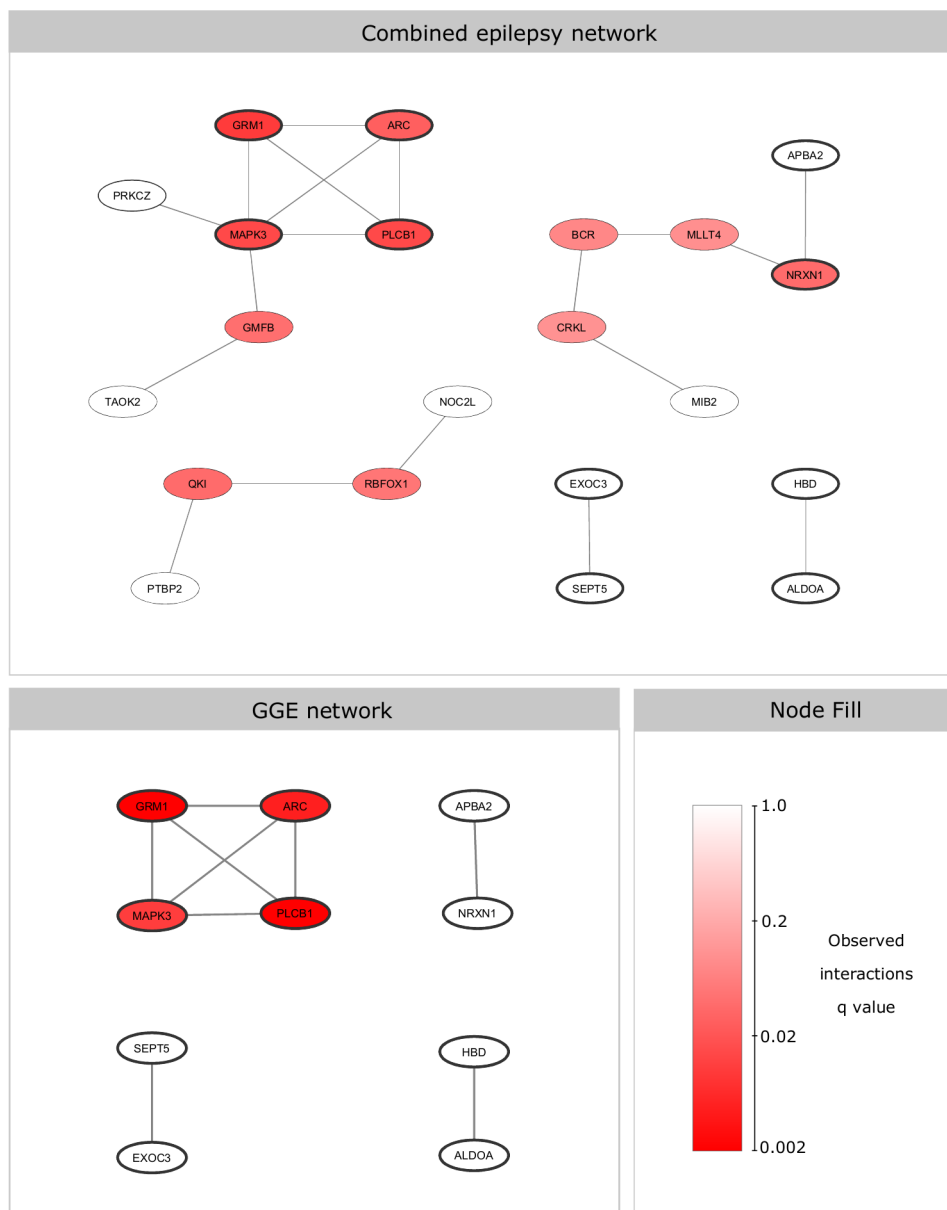 Combined epilepsy network
GRM1
ARC
APBA2
PRKCZ
MAPK3
PLCB1
BCR
MLLT4
NRXN1
GMFB
CRKL
TAOK2
NOC2L
MIB2
QKI
RBFOX1
EXOC3
HBD
PTBP2
SEPT5
ALDOA
GGE network
Node Fill
GRM1
ARC
APBA2
MAPK3
PLCB1
NRXN1
SEPT5
HBD
EXOC3
ALDOA
1.0
0.2
Observed
interactions
q value
0.02
0.002